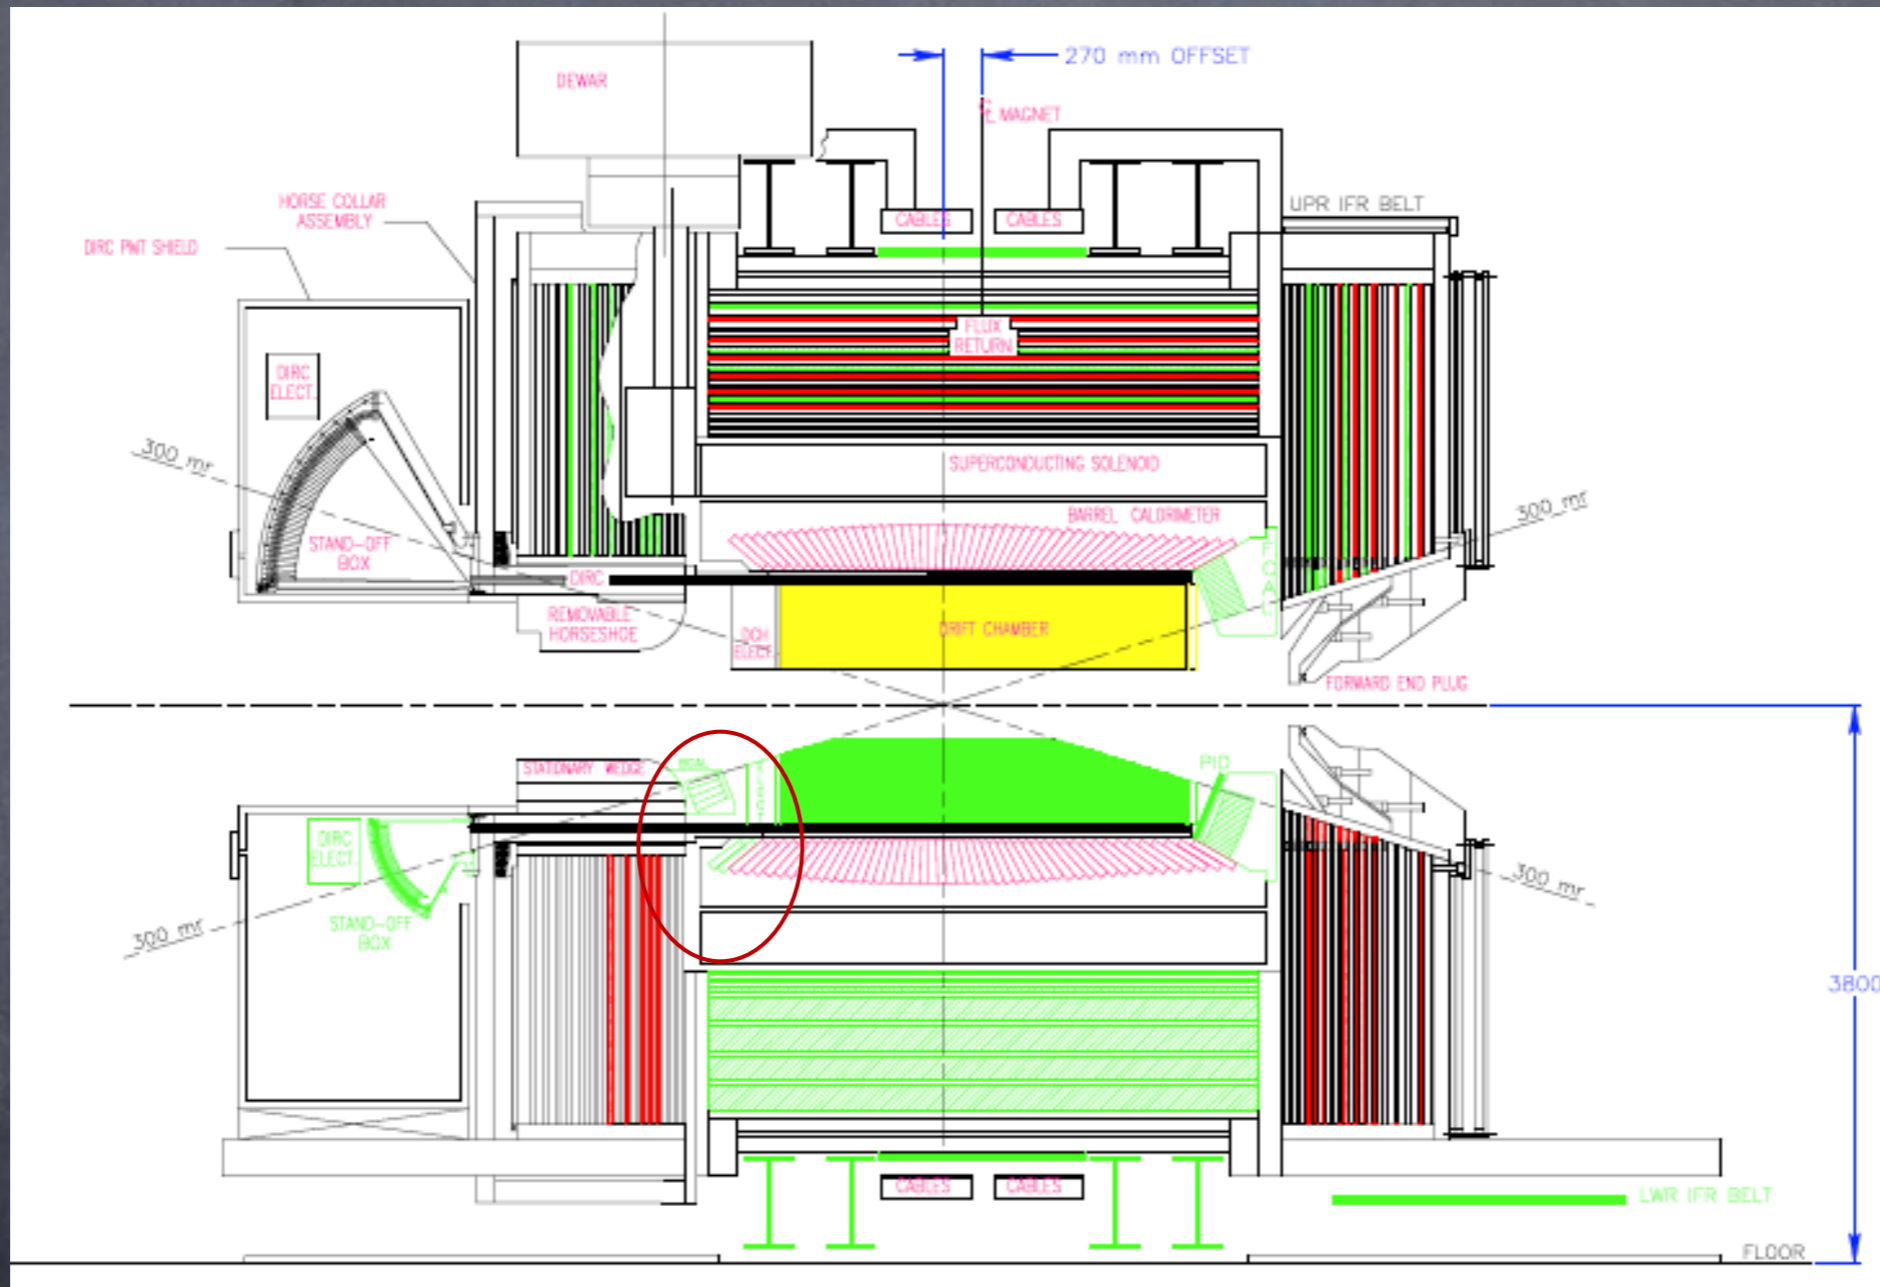 270 mm OFFSET
DEWAR
℄ MAGNET
HORSE COLLAR
ASSEMBLY
UPR IFR BELT
CABLES
CABLES
DIRC PMT SHIELD
FLUX
RETURN
DIRC
ELECT.
300 mr
SUPERCONDUCTING SOLENOID
300 mr
BARREL CALORIMETER
STAND-OFF
BOX
DIRC
REMOVABLE
HORSESHOE
DCH
ELECT.
DRIFT CHAMBER
FORWARD END PLUG
STATIONARY WEDGE
PID
DIRC
ELECT.
300 mr
STAND-OFF
BOX
300 mr
3800
CABLES
CABLES
LWR IFR BELT
FLOOR